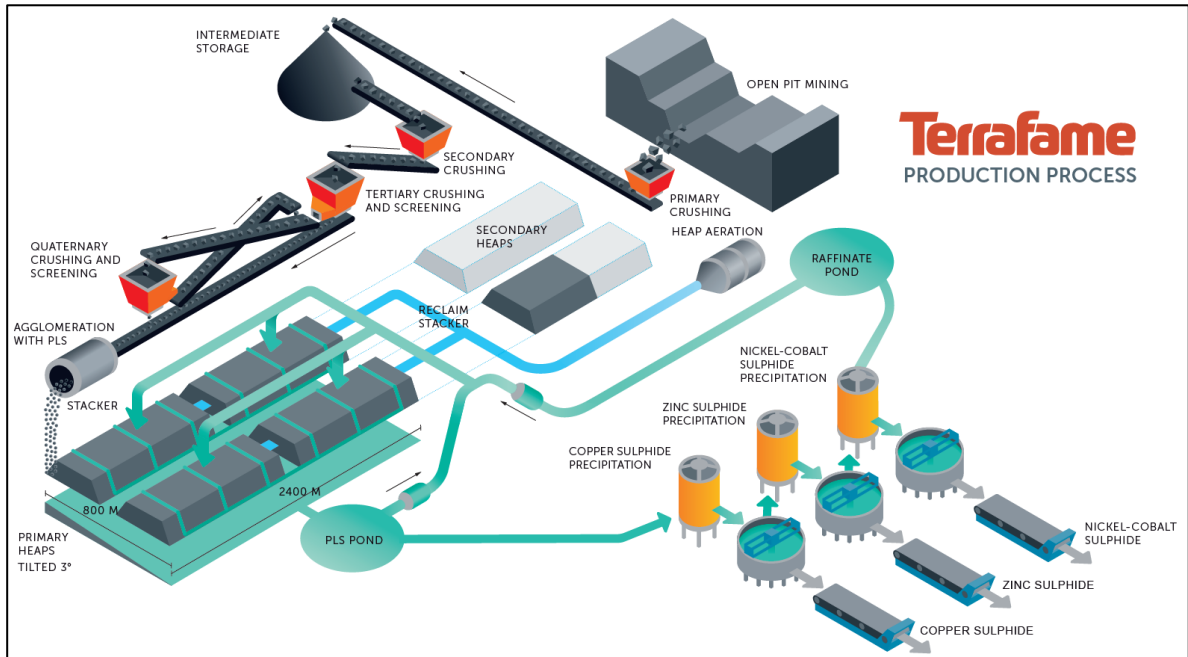 INTERMEDIATE
STORAGE
OPEN PIT MINING
Terrafame
PRODUCTION PROCESS
SECONDARY
CRUSHING
TERTIARY CRUSHING
AND SCREENING
PRIMARY
CRUSHING
HEAP AERATION
SECONDARY
HEAPS
QUATERNARY
CRUSHING AND
SCREENING
RAFFINATE
POND
RECLAIM
STACKER
AGGLOMERATION
WITH PLS
NICKEL-COBALT
SULPHIDE
PRECIPITATION
STACKER
ZINC SULPHIDE
PRECIPITATION
COPPER SULPHIDE
PRECIPITATION
2400 M
800 M
PLS POND
PRIMARY
HEAPS
TILTED 3°
NICKEL-COBALT
SULPHIDE
ZINC SULPHIDE
COPPER SULPHIDE